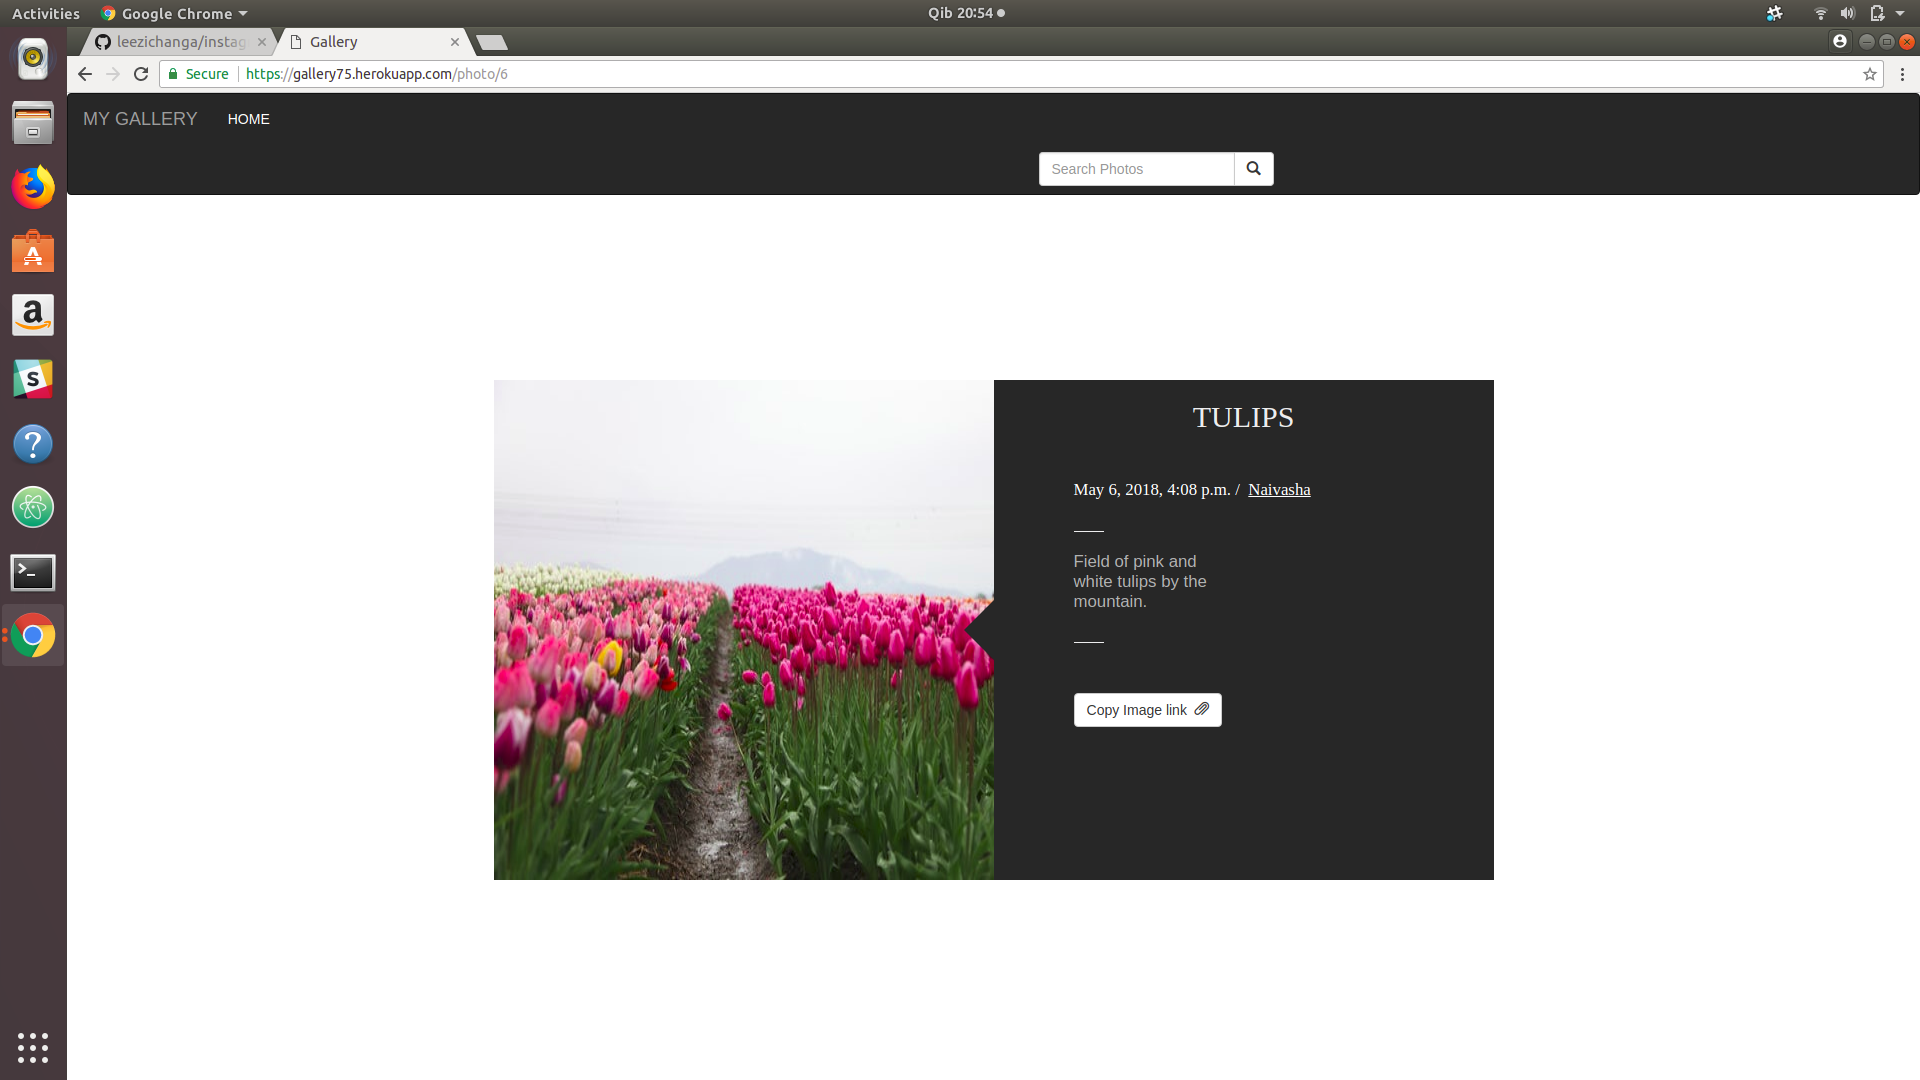 Activities
Google Chrome
Qib 20:54
leezichanga/instag
Gallery
Secure
https://gallery75.herokuapp.com/photo/6
MY GALLERY
HOME
Search Photos
TULIPS
May 6, 2018, 4:08 p.m. / Naivasha
Field of pink and
white tulips by the
mountain.
Copy Image link